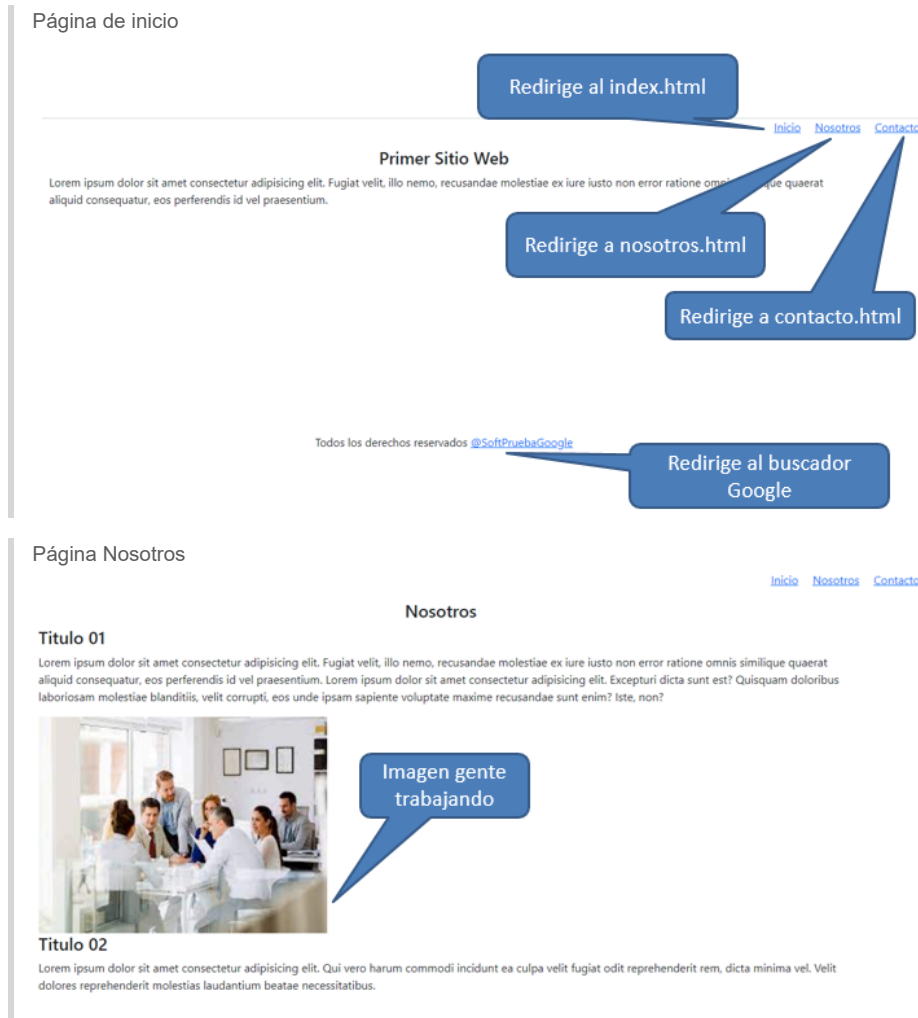 Página de inicio
Redirige al index.html
Inicio Nosotros Contacto
Primer Sitio Web
Lorem ipsum dolor sit amet consectetur adipisicing elit. Fugiat velit, illo nemo, recusandae molestiae ex iure iusto non error ratione que quaerat
aliquid consequatur, eos perferendis id vel praesentium.
Redirige a nosotros.html
Redirige a contacto.html
Todos los derechos reservados @SoftPruebaGoogle
Redirige al buscador
Google
Página Nosotros
Inicio Nosotros Contacto
Nosotros
Titulo 01
Lorem ipsum dolor sit amet consectetur adipisicing elit. Fugiat velit, illo nemo, recusandae molestiae ex iure iusto non error ratione omnis similique quaerat
aliquid consequatur, eos perferendis id vel praesentium. Lorem ipsum dolor sit amet consectetur adipisicing elit. Excepturi dicta sunt est? Quisquam doloribus
laboriosam molestiae blanditiis, velit corrupti, eos unde ipsam sapiente voluptate maxime recusandae sunt enim? Iste, non?
Imagen gente
trabajando
Titulo 02
Lorem ipsum dolor sit amet consectetur adipisicing elit. Qui vero harum commodi incidunt ea culpa velit fugiat odit reprehenderit rem, dicta minima vel. Velit
dolores reprehenderit molestias laudantium beatae necessitatibus.